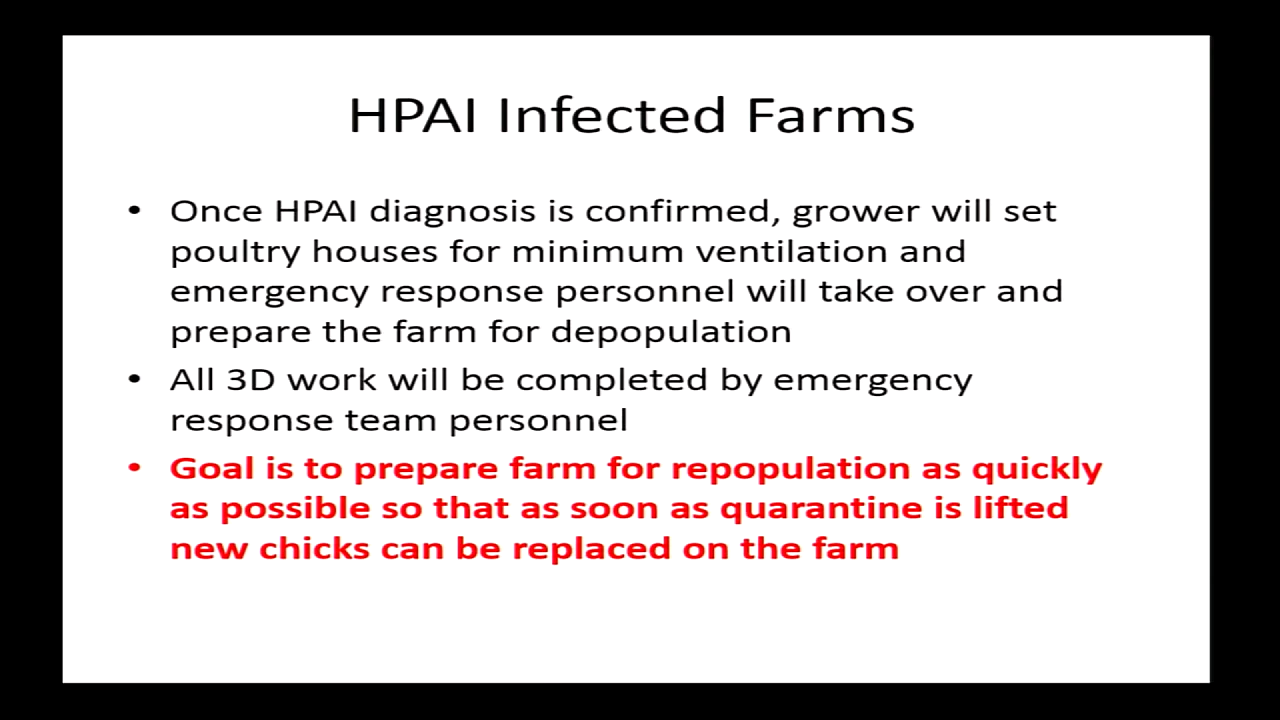 HPAI Infected Farms
• Once HPAI diagnosis is confirmed, grower will set
poultry houses for minimum ventilation and
emergency response personnel will take over and
prepare the farm for depopulation
• All 3D work will be completed by emergency
response team personnel
• Goal is to prepare farm for repopulation as quickly
as possible so that as soon as quarantine is lifted
new chicks can be replaced on the farm